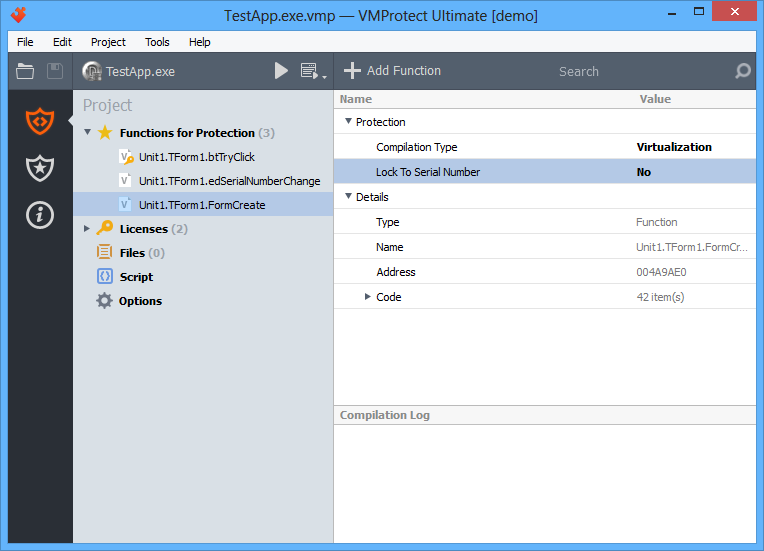 TestApp.exe.vmp — VMProtect Ultimate [demo]
File Edit Project Tools Help
TestApp.exe
Add Function
Search
Project
Functions for Protection (3)
Unit1.TForm1.btTryClick
Unit1.TForm1.edSerialNumberChange
Unit1.TForm1.FormCreate
Licenses (2)
Files (0)
Script
Options
Name Value
Protection
Compilation Type Virtualization
Lock To Serial Number No
Details
Type Function
Name Unit1.TForm1.FormCr...
Address 004A9AE0
Code 42 item(s)
Compilation Log